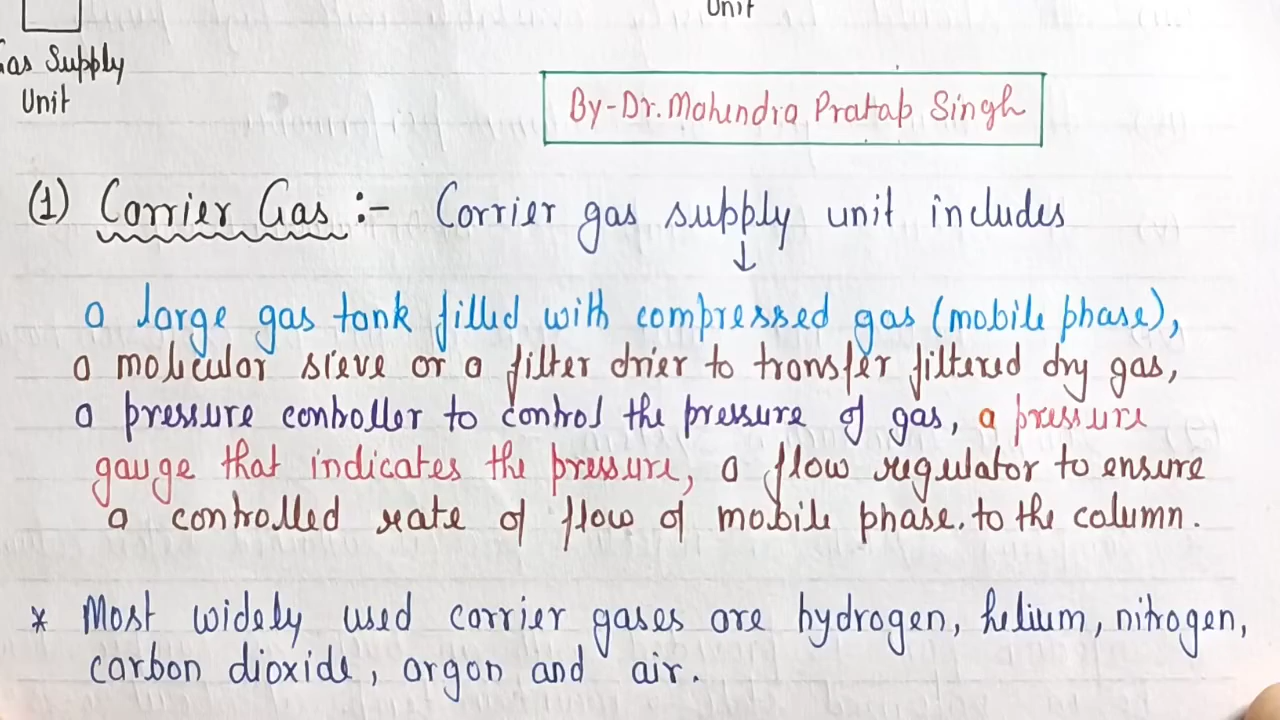 Unit
Gas Supply
Unit
By-Dr. Mahendra Pratap Singh
(1) Carrier Gas :- Carrier gas supply unit includes
↓
a large gas tank filled with compressed gas (mobile phase),
a molecular sieve or a filter drier to transfer filtered dry gas,
a pressure controller to control the pressure of gas, a pressure
gauge that indicates the pressure, a flow regulator to ensure
a controlled rate of flow of mobile phase. to the column.
* Most widely used carrier gases are hydrogen, helium, nitrogen,
carbon dioxide, argon and air.